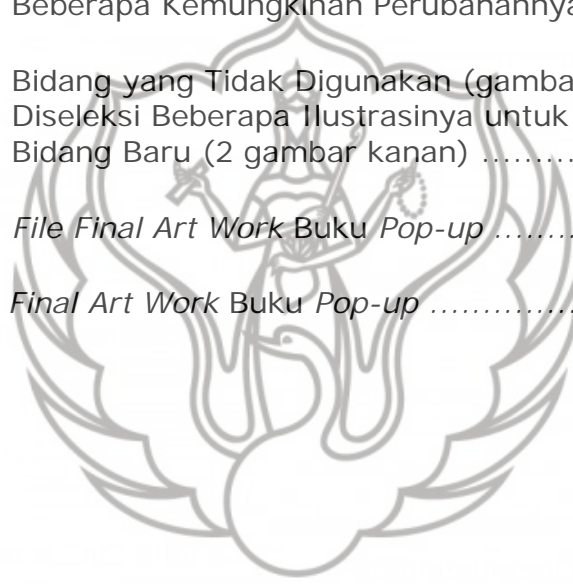 Beberapa Kemungkinan Perubahannya
Bidang yang Tidak Digunakan (gamba
Diseleksi Beberapa Ilustrasinya untuk
Bidang Baru (2 gambar kanan) ..........
File Final Art Work Buku Pop-up ........
Final Art Work Buku Pop-up ...............